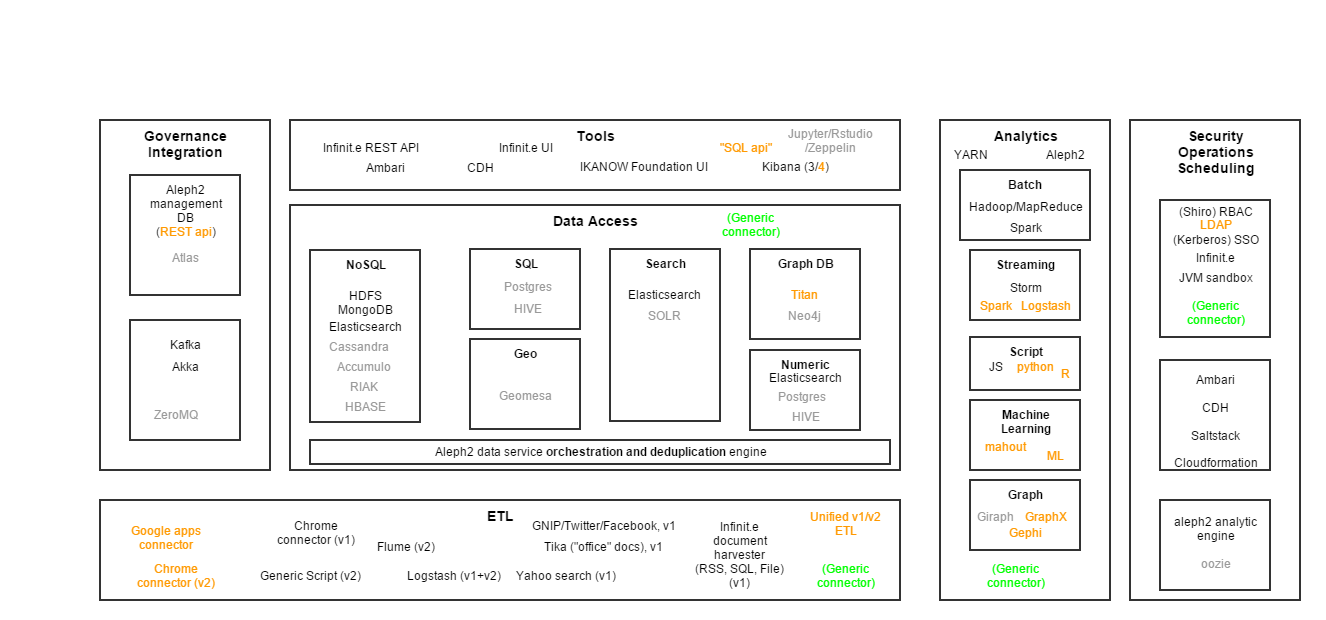 Governance
Integration
Aleph2
management
DB
(REST api)
Atlas
Kafka
Akka
ZeroMQ
Tools
Infinit.e REST API
Infinit.e UI
"SQL api"
Jupyter/Rstudio
/Zeppelin
Ambari
CDH
IKANOW Foundation UI
Kibana (3/4)
Data Access
(Generic
connector)
NoSQL
HDFS
MongoDB
Elasticsearch
Cassandra
Accumulo
RIAK
HBASE
SQL
Postgres
HIVE
Geo
Geomesa
Search
Elasticsearch
SOLR
Graph DB
Titan
Neo4j
Numeric
Elasticsearch
Postgres
HIVE
Aleph2 data service orchestration and deduplication engine
ETL
Google apps
connector
Chrome
connector (v2)
Chrome
connector (v1)
Generic Script (v2)
Flume (v2)
Logstash (v1+v2)
GNIP/Twitter/Facebook, v1
Tika ("office" docs), v1
Yahoo search (v1)
Infinit.e
document
harvester
(RSS, SQL, File)
(v1)
Unified v1/v2
ETL
(Generic
connector)
Analytics
YARN
Aleph2
Batch
Hadoop/MapReduce
Spark
Streaming
Storm
Spark
Logstash
Script
JS
python
R
Machine
Learning
mahout
ML
Graph
Giraph
GraphX
Gephi
(Generic
connector)
Security
Operations
Scheduling
(Shiro) RBAC
LDAP
(Kerberos) SSO
Infinit.e
JVM sandbox
(Generic
connector)
Ambari
CDH
Saltstack
Cloudformation
aleph2 analytic
engine
oozie